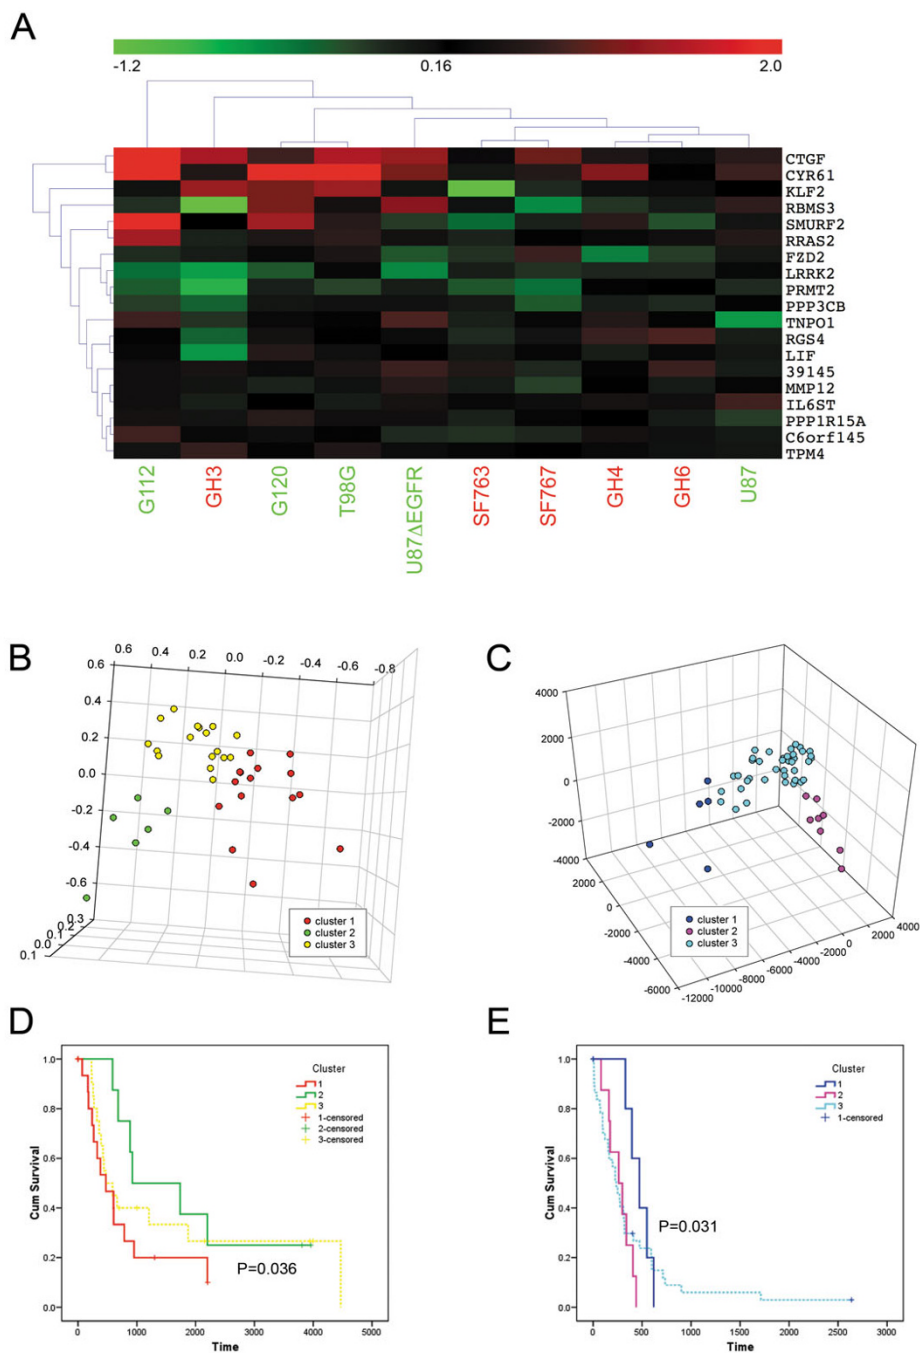 A
-1.2 0.16 2.0
CTGF
CYR61
KLF2
RBMS3
SMURF2
RRAS2
FZD2
LRRK2
PRMT2
PPP3CB
TNPO1
RGS4
LIF
39145
MMP12
IL6ST
PPP1R15A
C6orf145
TPM4
G112 GH3 G120 T98G U87ΔEGFR SF763 SF767 GH4 GH6 U87
B
0.6 0.4 0.2 0.0 -0.2 -0.4 -0.6 -0.8
0.6
0.4
0.2
0.0
-0.2
-0.4
-0.6
0.3
0.2
0.1
0.0
0.1
cluster 1
cluster 2
cluster 3
C
4000
2000
0
-2000
-4000
2000
0
-2000
-4000
-6000
-12000
-10000
-8000
-6000
-4000
-2000
0
2000
4000
cluster 1
cluster 2
cluster 3
D
Cum Survival
1.0
0.8
0.6
0.4
0.2
0.0
Cluster
1
2
3
1-censored
2-censored
3-censored
P=0.036
0 1000 2000 3000 4000 5000
Time
E
Cum Survival
1.0
0.8
0.6
0.4
0.2
0.0
Cluster
1
2
3
1-censored
P=0.031
0 500 1000 1500 2000 2500 3000
Time